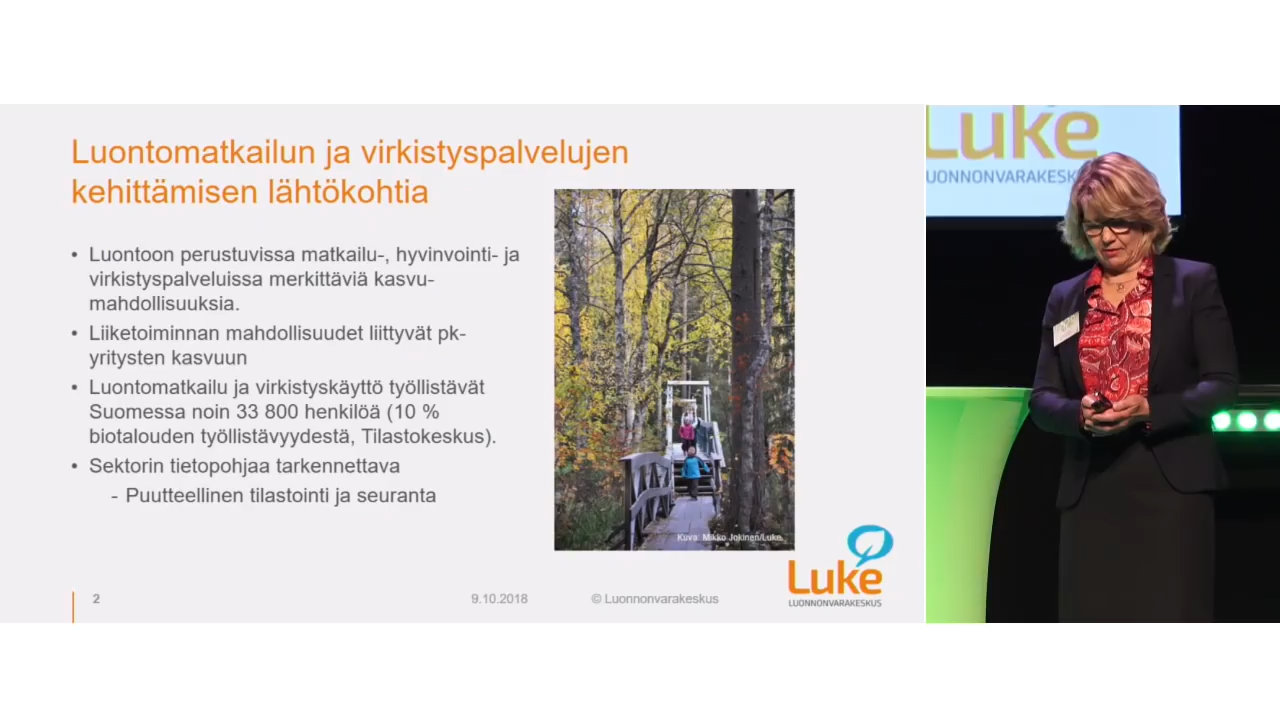 Luontomatkailun ja virkistyspalvelujen
kehittämisen lähtökohtia
• Luontoon perustuvissa matkailu-, hyvinvointi- ja
virkistyspalveluissa merkittäviä kasvu-
mahdollisuuksia.
• Liiketoiminnan mahdollisuudet liittyvät pk-
yritysten kasvuun
• Luontomatkailu ja virkistyskäyttö työllistävät
Suomessa noin 33 800 henkilöä (10 %
biotalouden työllistävyydestä, Tilastokeskus).
• Sektorin tietopohjaa tarkennettava
- Puutteellinen tilastointi ja seuranta
Kuva: Mikko Jokinen/Luke
Luke
LUONNONVARAKESKUS
2
9.10.2018
© Luonnonvarakeskus
Luke
UONNONVARAKESK